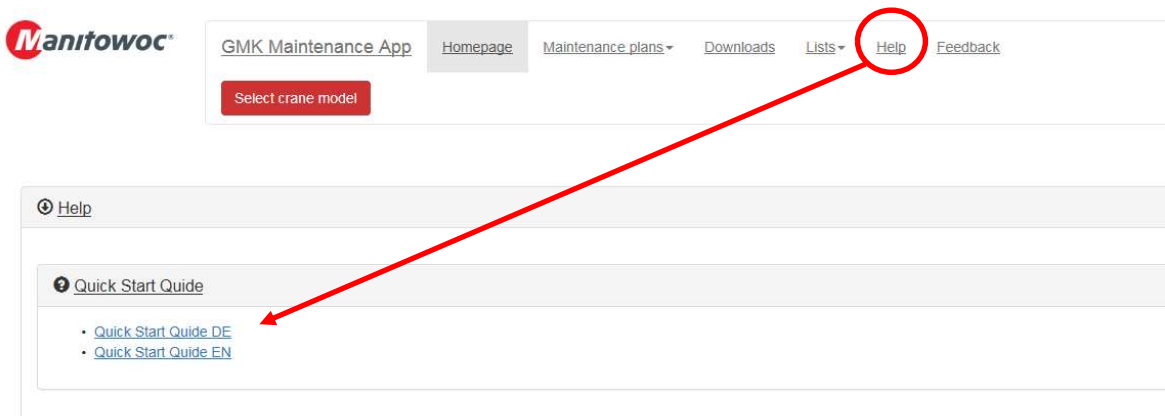 Manitowoc®
GMK Maintenance App Homepage Maintenance plans Downloads Lists Help Feedback
Select crane model
Help
Quick Start Quide
• Quick Start Quide DE
• Quick Start Quide EN